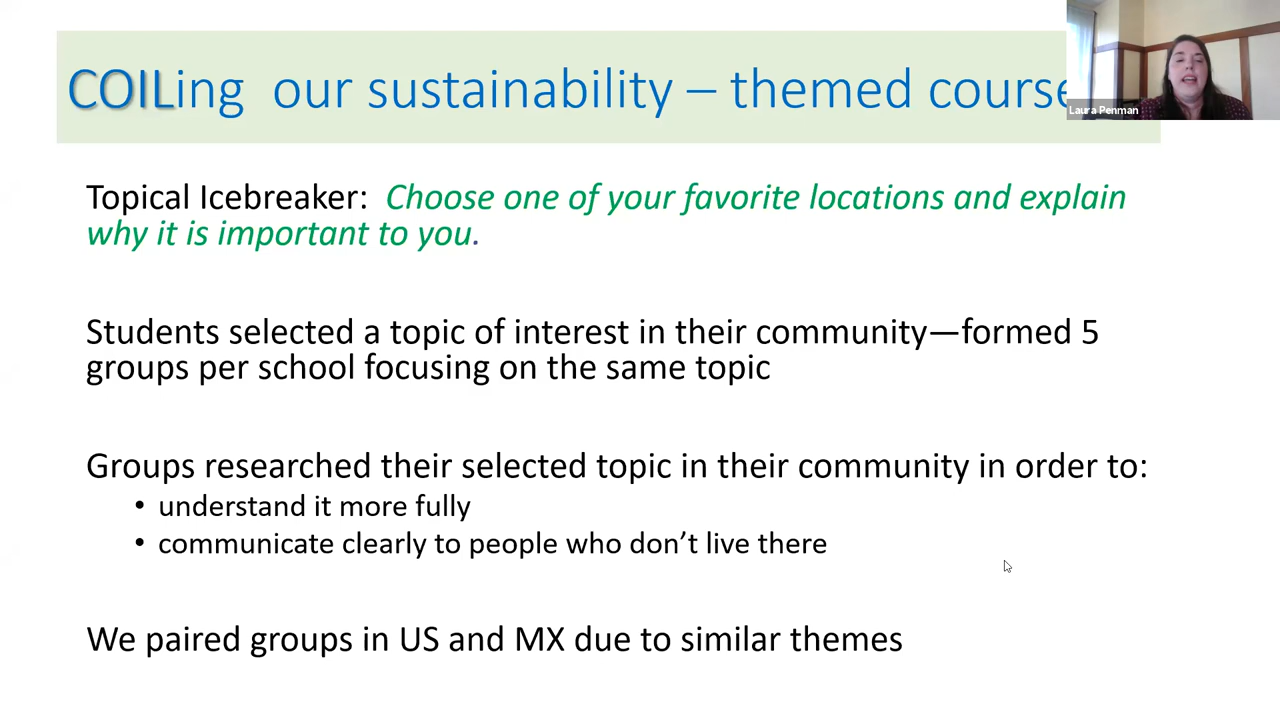 COILing our sustainability – themed course
Laura Penman
Topical Icebreaker: Choose one of your favorite locations and explain
why it is important to you.
Students selected a topic of interest in their community—formed 5
groups per school focusing on the same topic
Groups researched their selected topic in their community in order to:
• understand it more fully
• communicate clearly to people who don’t live there
We paired groups in US and MX due to similar themes